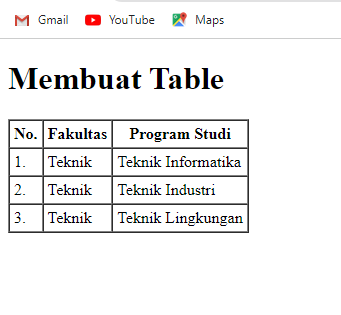 Gmail YouTube Maps
Membuat Table
No. Fakultas Program Studi
1. Teknik Teknik Informatika
2. Teknik Teknik Industri
3. Teknik Teknik Lingkungan